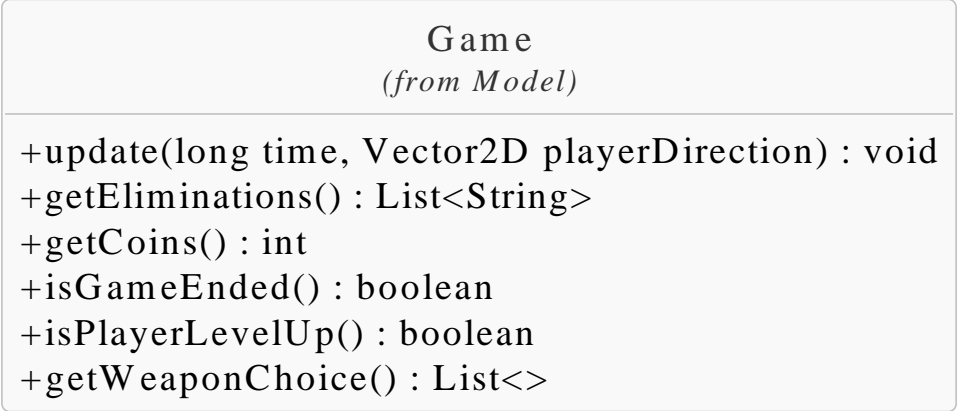 Game
(from Model)
+update(long time, Vector2D playerDirection) : void
+getEliminations() : List<String>
+getCoins() : int
+isGameEnded() : boolean
+isPlayerLevelUp() : boolean
+getWeaponChoice() : List<>